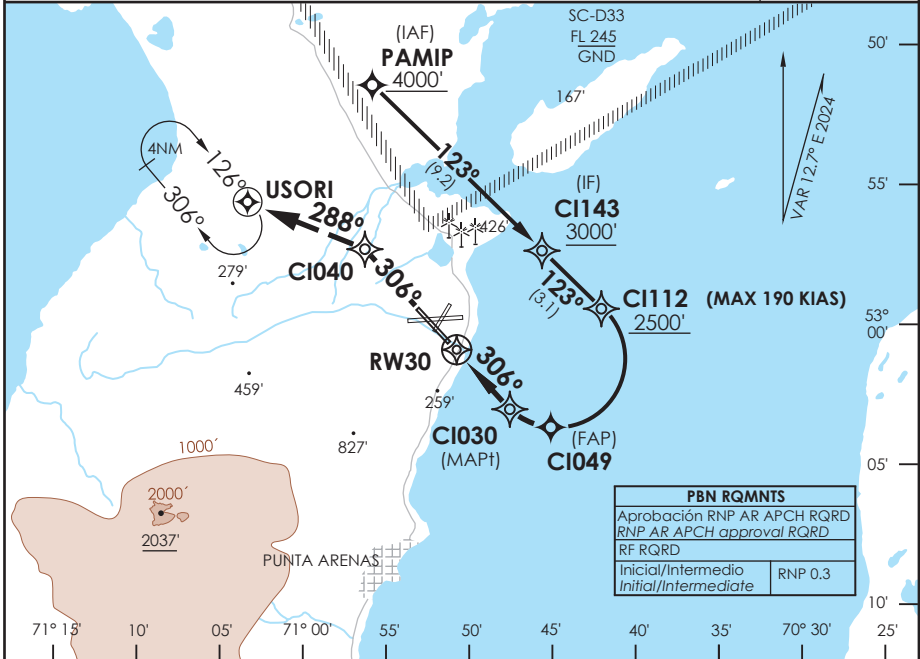 SC-D33
FL 245
GND
(IAF)
PAMIP
4000'
50'
167'
VAR 12.7° E 2024
4NM
126°
306°
USORI
288°
123°
(9.2)
(IF)
CI143
3000'
55'
426'
279'
CI040
306°
123°
(3.1)
CI112
(MAX 190 KIAS)
2500'
53°
00'
RW30
306°
459'
259'
827'
CI030
(MAPt)
(FAP)
CI049
05'
1000´
2000´
2037'
PUNTA ARENAS
PBN RQMNTS
Aprobación RNP AR APCH RQRD
RNP AR APCH approval RQRD
RF RQRD
Inicial/Intermedio
Initial/Intermediate
RNP 0.3
10'
71° 15'
10'
05'
71° 00'
55'
50'
45'
40'
35'
70° 30'
25'